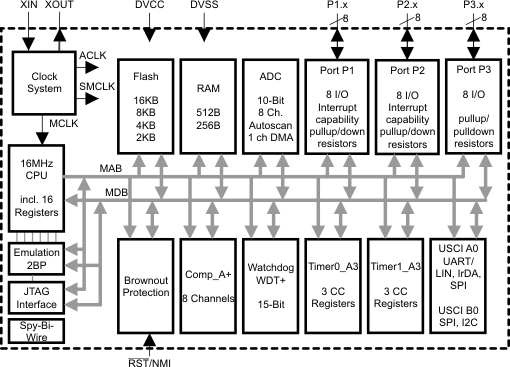 XIN XOUT DVCC DVSS P1.x P2.x P3.x
8 8 8
ACLK
SMCLK
MCLK
Clock
System
Flash
16KB
8KB
4KB
2KB
RAM
512B
256B
ADC
10-Bit
8 Ch.
Autoscan
1 ch DMA
Port P1
8 I/O
Interrupt
capability
pullup/down
resistors
Port P2
8 I/O
Interrupt
capability
pullup/down
resistors
Port P3
8 I/O
pullup/
pulldown
resistors
16MHz
CPU
incl. 16
Registers
MAB
MDB
Emulation
2BP
JTAG
Interface
Spy-Bi-
Wire
Brownout
Protection
Comp_A+
8 Channels
Watchdog
WDT+
15-Bit
Timer0_A3
3 CC
Registers
Timer1_A3
3 CC
Registers
USCI A0
UART/
LIN, IrDA,
SPI
USCI B0
SPI, I2C
RST/NMI